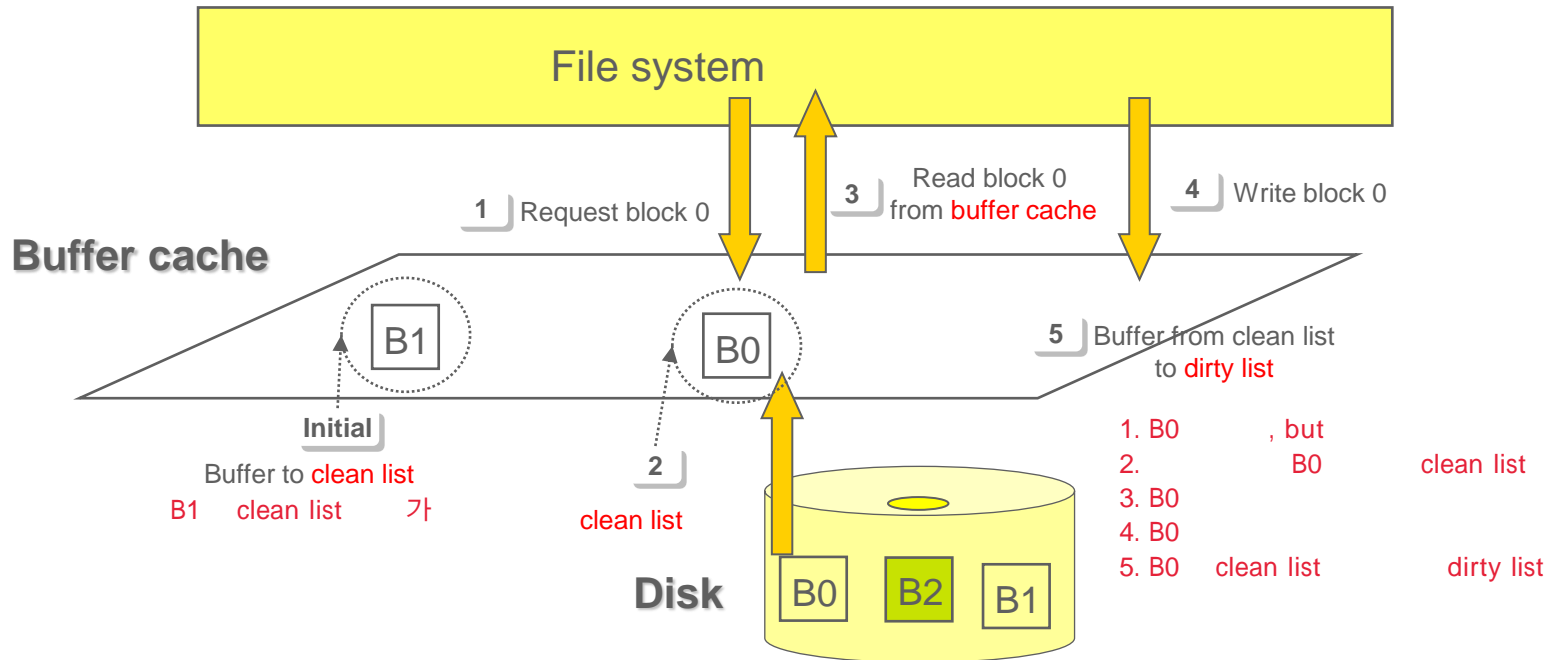 File system
1 Request block 0
3 Read block 0
from buffer cache
4 Write block 0
Buffer cache
B1
B0
5 Buffer from clean list
to dirty list
Initial
Buffer to clean list
B1 clean list 가
2
clean list
1. B0 , but
2. B0 clean list
3. B0
4. B0
5. B0 clean list dirty list
Disk
B0
B2
B1